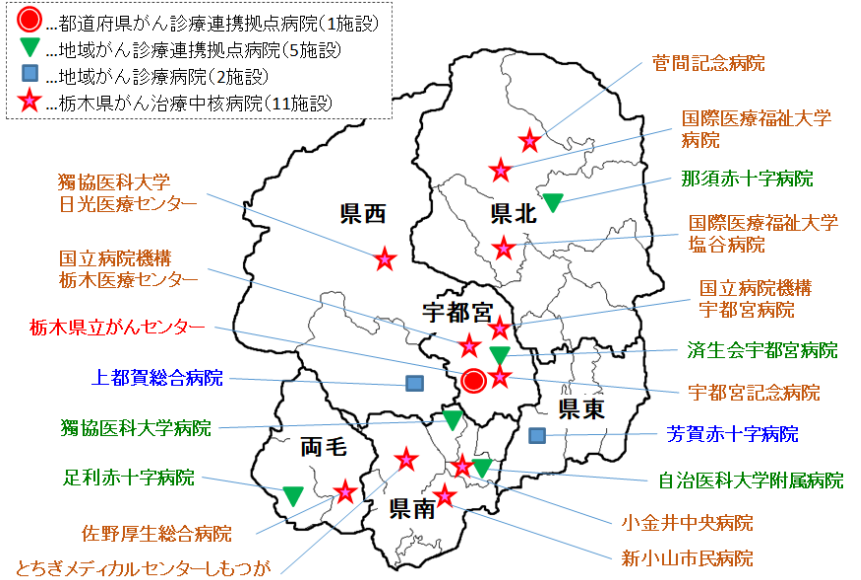 …都道府県がん診療連携拠点病院(1施設)
…地域がん診療連携拠点病院(5施設)
…地域がん診療病院(2施設)
…栃木県がん治療中核病院(11施設)
菅間記念病院
国際医療福祉大学
病院
那須赤十字病院
国際医療福祉大学
塩谷病院
国立病院機構
宇都宮病院
済生会宇都宮病院
宇都宮記念病院
芳賀赤十字病院
自治医科大学附属病院
小金井中央病院
新小山市民病院
獨協医科大学
日光医療センター
国立病院機構
栃木医療センター
栃木県立がんセンター
上都賀総合病院
獨協医科大学病院
足利赤十字病院
佐野厚生総合病院
とちぎメディカルセンターしもつが
県西
県北
宇都宮
県東
両毛
県南